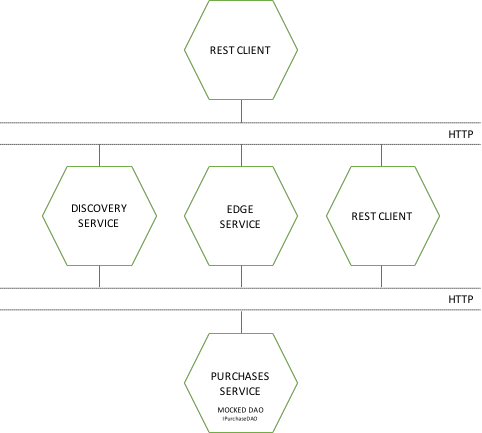 REST CLIENT
HTTP
DISCOVERY
SERVICE
EDGE
SERVICE
REST CLIENT
HTTP
PURCHASES
SERVICE
MOCKED DAO
IPurchaseDAO